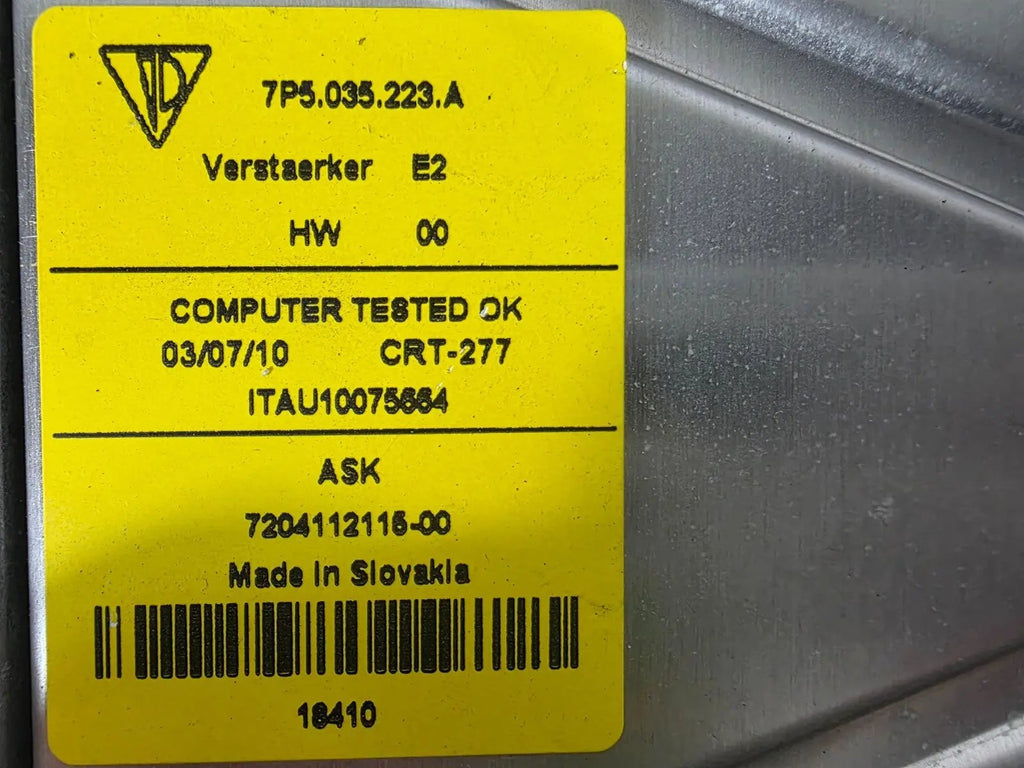 7P5.035.223.A
Verstaerker E2
HW 00
COMPUTER TESTED OK
03/07/10 CRT-277
ITAU10075664
ASK
7204112115-00
Made in Slovakia
18410